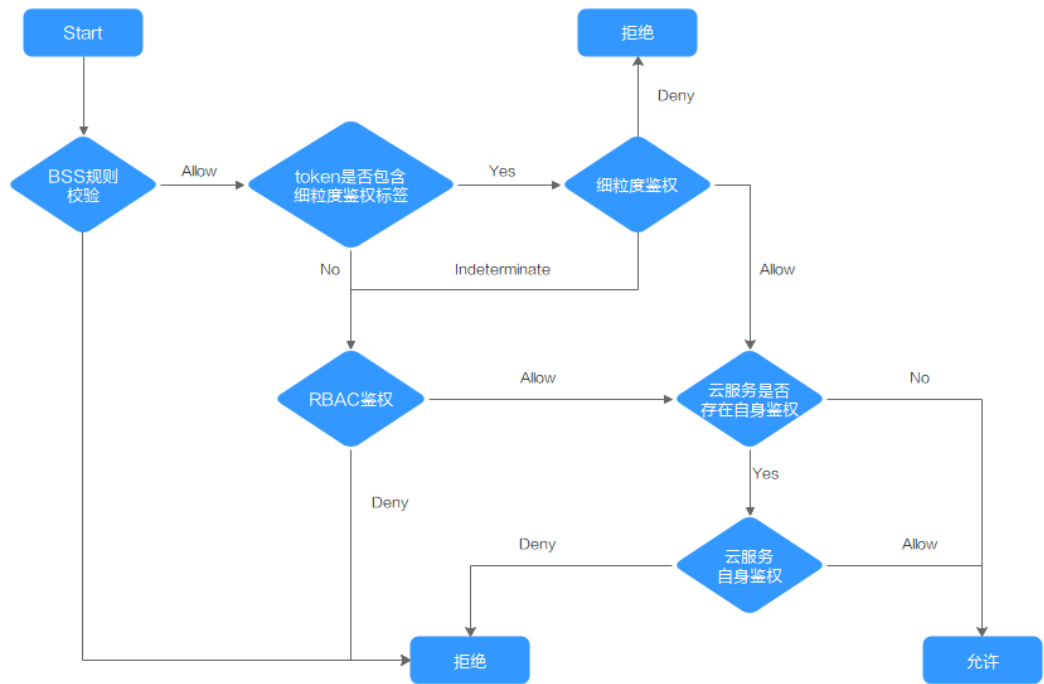 Start
拒绝
Deny
BSS规则
校验
Allow
token是否包含
细粒度鉴权标签
Yes
细粒度鉴权
No
Indeterminate
Allow
RBAC鉴权
Allow
云服务是否
存在自身鉴权
No
Yes
Deny
Deny
云服务
自身鉴权
Allow
拒绝
允许